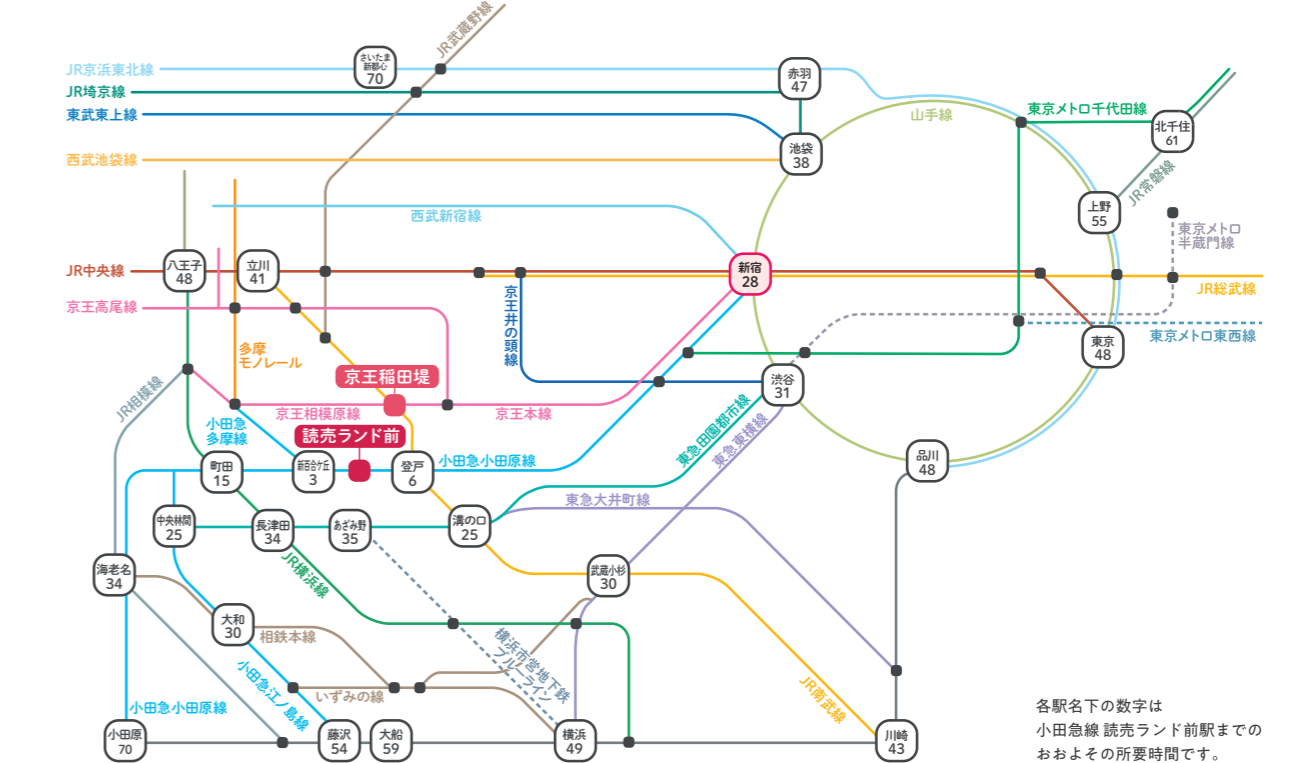 JR武蔵野線
さいたま
新都心
70
JR京浜東北線
赤羽
47
JR埼京線
東武東上線
山手線
東京メトロ千代田線
北千住
61
池袋
38
西武池袋線
JR常磐線
上野
55
西武新宿線
東京メトロ
半蔵門線
JR中央線
八王子
48
立川
41
新宿
28
JR総武線
京王高尾線
京王井の頭線
東京メトロ東西線
東京
48
多摩
モノレール
京王稲田堤
渋谷
31
JR相模線
京王相模原線
京王本線
小田急
多摩線
読売ランド前
東急田園都市線
東急東横線
町田
15
新百合ケ丘
3
登戸
6
小田急小田原線
品川
48
東急大井町線
中央林間
25
長津田
34
あざみ野
35
溝の口
25
JR横浜線
海老名
34
武蔵小杉
30
大和
30
相鉄本線
横浜市営地下鉄
ブルーライン
小田急江ノ島線
いずみの線
JR南武線
小田急小田原線
小田原
70
藤沢
54
大船
59
横浜
49
川崎
43
各駅名下の数字は
小田急線 読売ランド前駅までの
おおよその所要時間です。